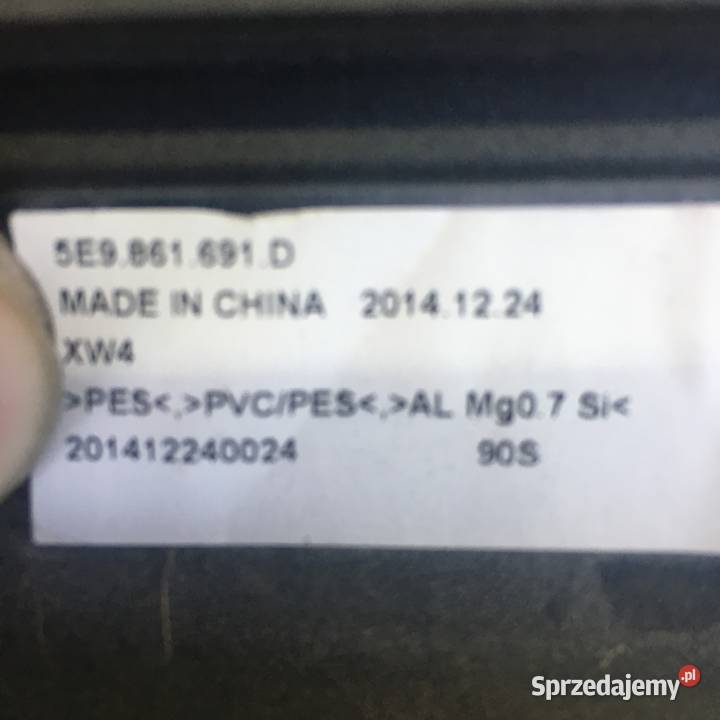 5E9.861.691.D
MADE IN CHINA 2014.12.24
XW4
>PES<,>PVC/PES<,>AL Mg0.7 Si<
201412240024 90S
Sprzedajemy.pl